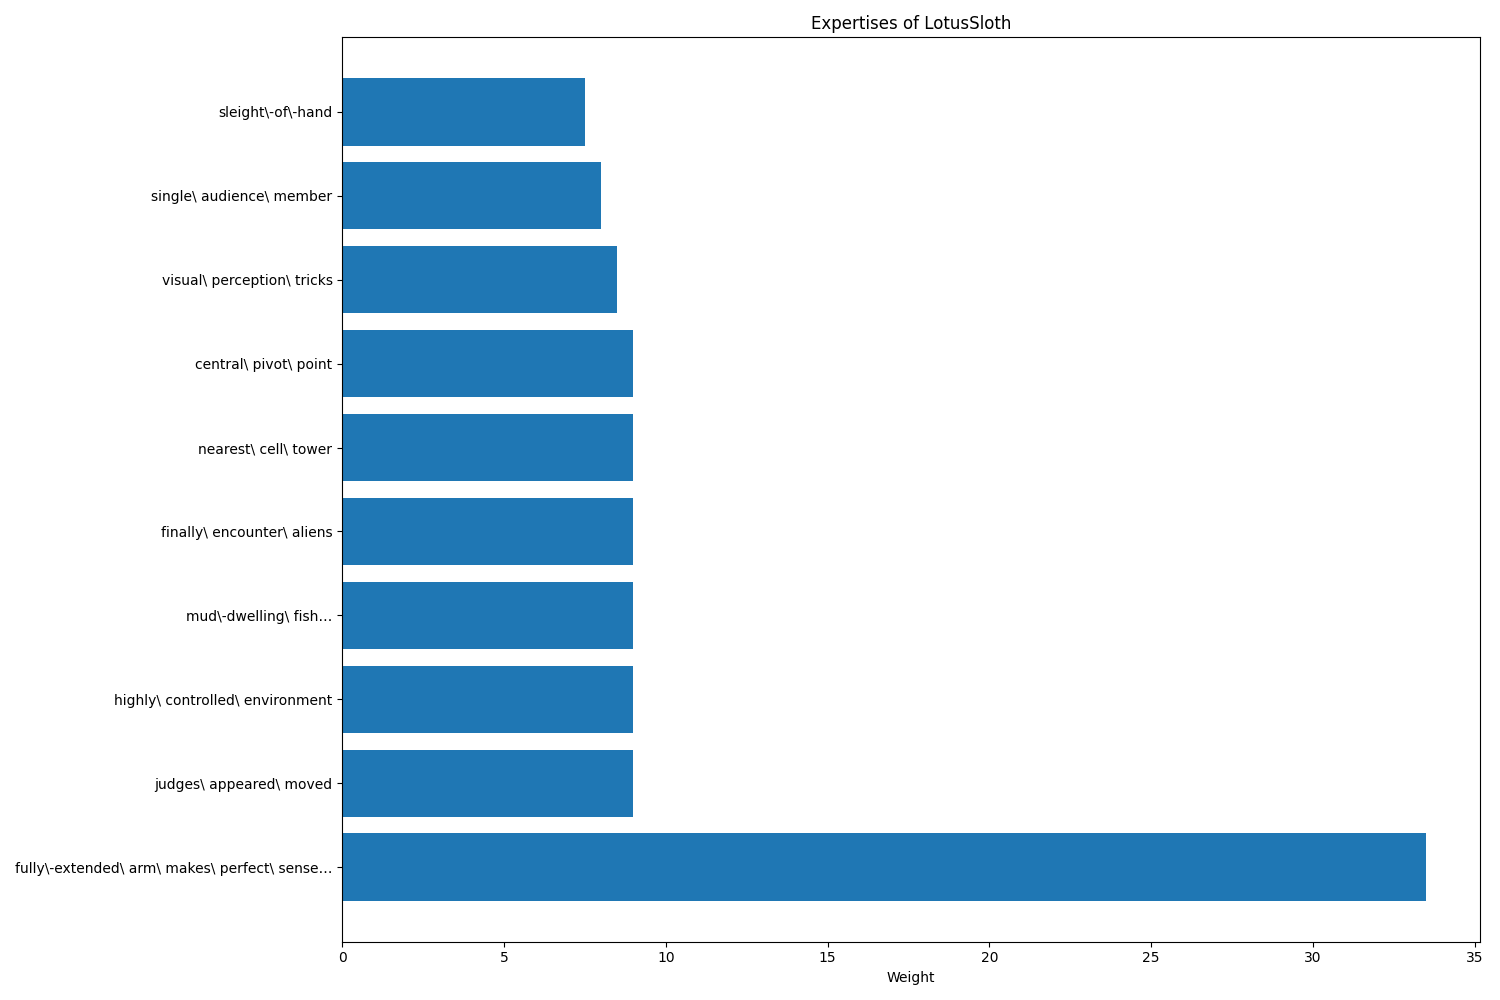 Expertises of LotusSloth
sleight\-of\-hand
single\ audience\ member
visual\ perception\ tricks
central\ pivot\ point
nearest\ cell\ tower
finally\ encounter\ aliens
mud\-dwelling\ fish…
highly\ controlled\ environment
judges\ appeared\ moved
fully\-extended\ arm\ makes\ perfect\ sense…
0 5 10 15 20 25 30 35
Weight